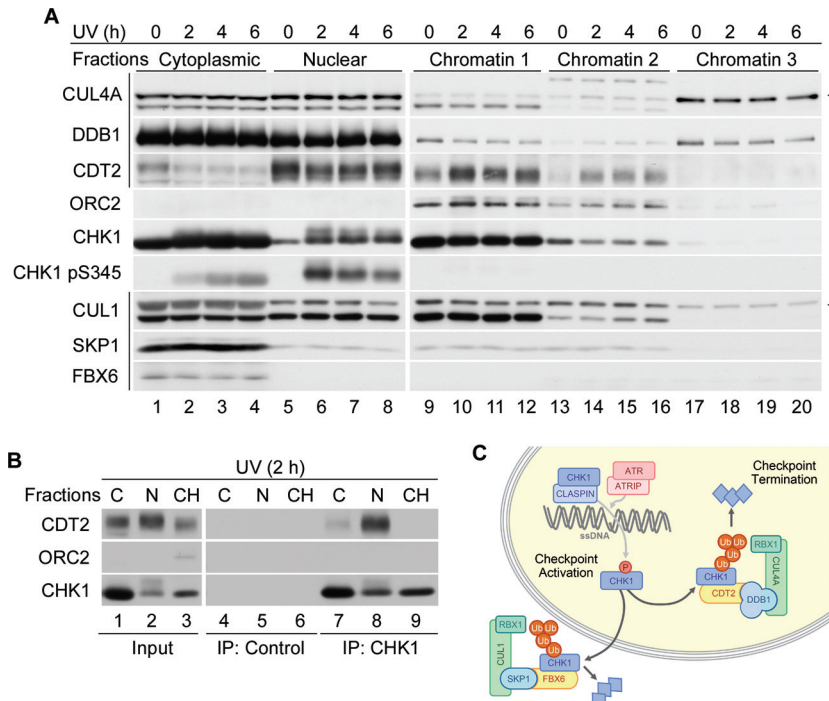 A
UV (h) 0 2 4 6 0 2 4 6 0 2 4 6 0 2 4 6 0 2 4 6
Fractions Cytoplasmic Nuclear Chromatin 1 Chromatin 2 Chromatin 3
CUL4A
DDB1
CDT2
ORC2
CHK1
CHK1 pS345
CUL1
SKP1
FBX6
1 2 3 4 5 6 7 8 9 10 11 12 13 14 15 16 17 18 19 20
B
UV (2 h)
Fractions C N CH C N CH C N CH
CDT2
ORC2
CHK1
1 2 3 4 5 6 7 8 9
Input IP: Control IP: CHK1
C
CHK1
CLASPIN
ATR
ATRIP
ssDNA
Checkpoint
Activation
P
CHK1
Checkpoint
Termination
Ub Ub
Ub
Ub
RBX1
CUL4A
CHK1
CDT2
DDB1
RBX1
CUL1
Ub Ub
Ub
Ub
CHK1
SKP1
FBX6